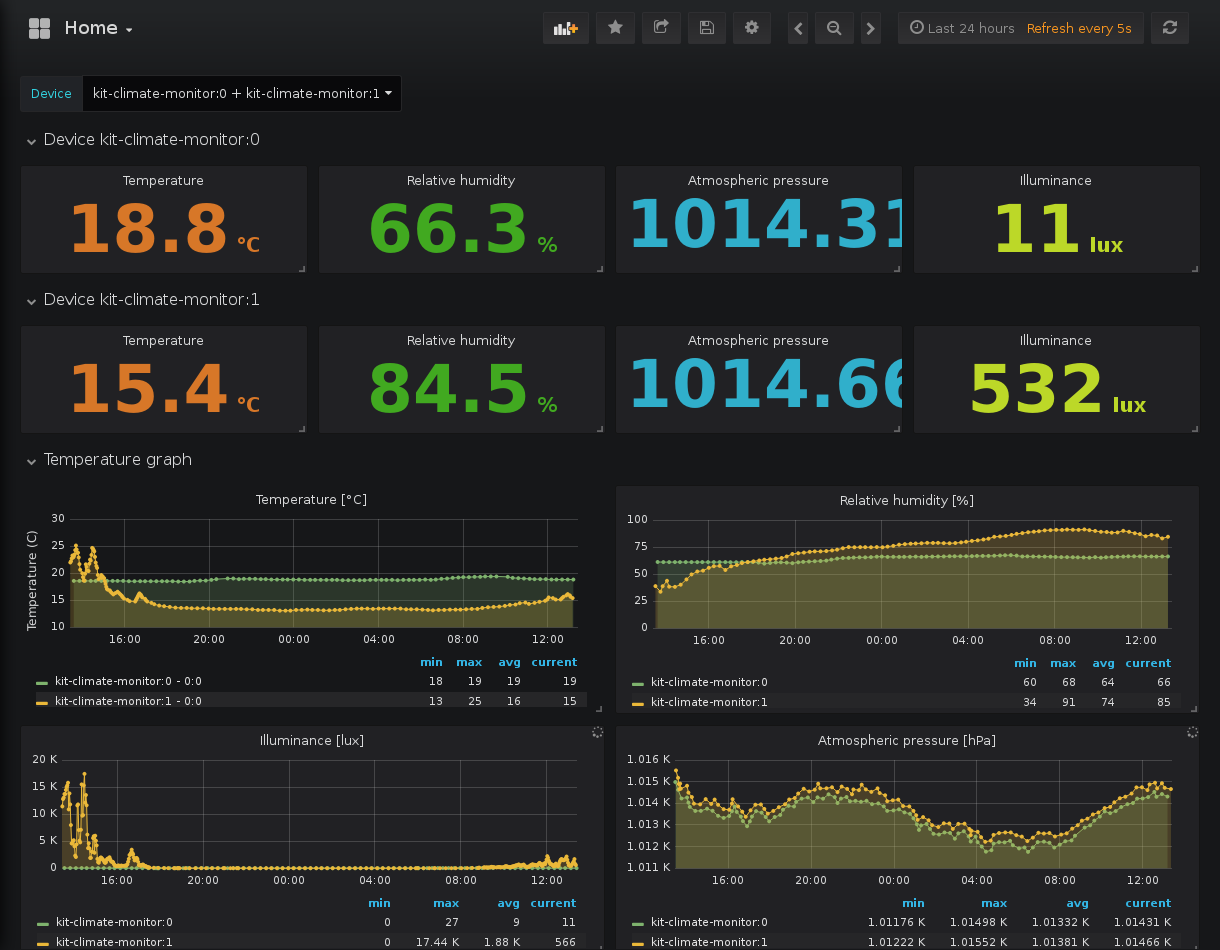 Home
Last 24 hours Refresh every 5s
Device kit-climate-monitor:0 + kit-climate-monitor:1
Device kit-climate-monitor:0
Temperature Relative humidity Atmospheric pressure Illuminance
18.8 °C 66.3 % 1014.31 11 lux
Device kit-climate-monitor:1
Temperature Relative humidity Atmospheric pressure Illuminance
15.4 °C 84.5 % 1014.66 532 lux
Temperature graph
Temperature [°C]
Temperature (C)
30
25
20
15
10
16:00 20:00 00:00 04:00 08:00 12:00
min max avg current
kit-climate-monitor:0 - 0:0 18 19 19 19
kit-climate-monitor:1 - 0:0 13 25 16 15
Relative humidity [%]
100
75
50
25
0
16:00 20:00 00:00 04:00 08:00 12:00
min max avg current
kit-climate-monitor:0 60 68 64 66
kit-climate-monitor:1 34 91 74 85
Illuminance [lux]
20 K
15 K
10 K
5 K
0
16:00 20:00 00:00 04:00 08:00 12:00
min max avg current
kit-climate-monitor:0 0 27 9 11
kit-climate-monitor:1 0 17.44 K 1.88 K 566
Atmospheric pressure [hPa]
1.016 K
1.015 K
1.014 K
1.013 K
1.012 K
1.011 K
16:00 20:00 00:00 04:00 08:00 12:00
min max avg current
kit-climate-monitor:0 1.01176 K 1.01498 K 1.01332 K 1.01431 K
kit-climate-monitor:1 1.01222 K 1.01552 K 1.01381 K 1.01466 K